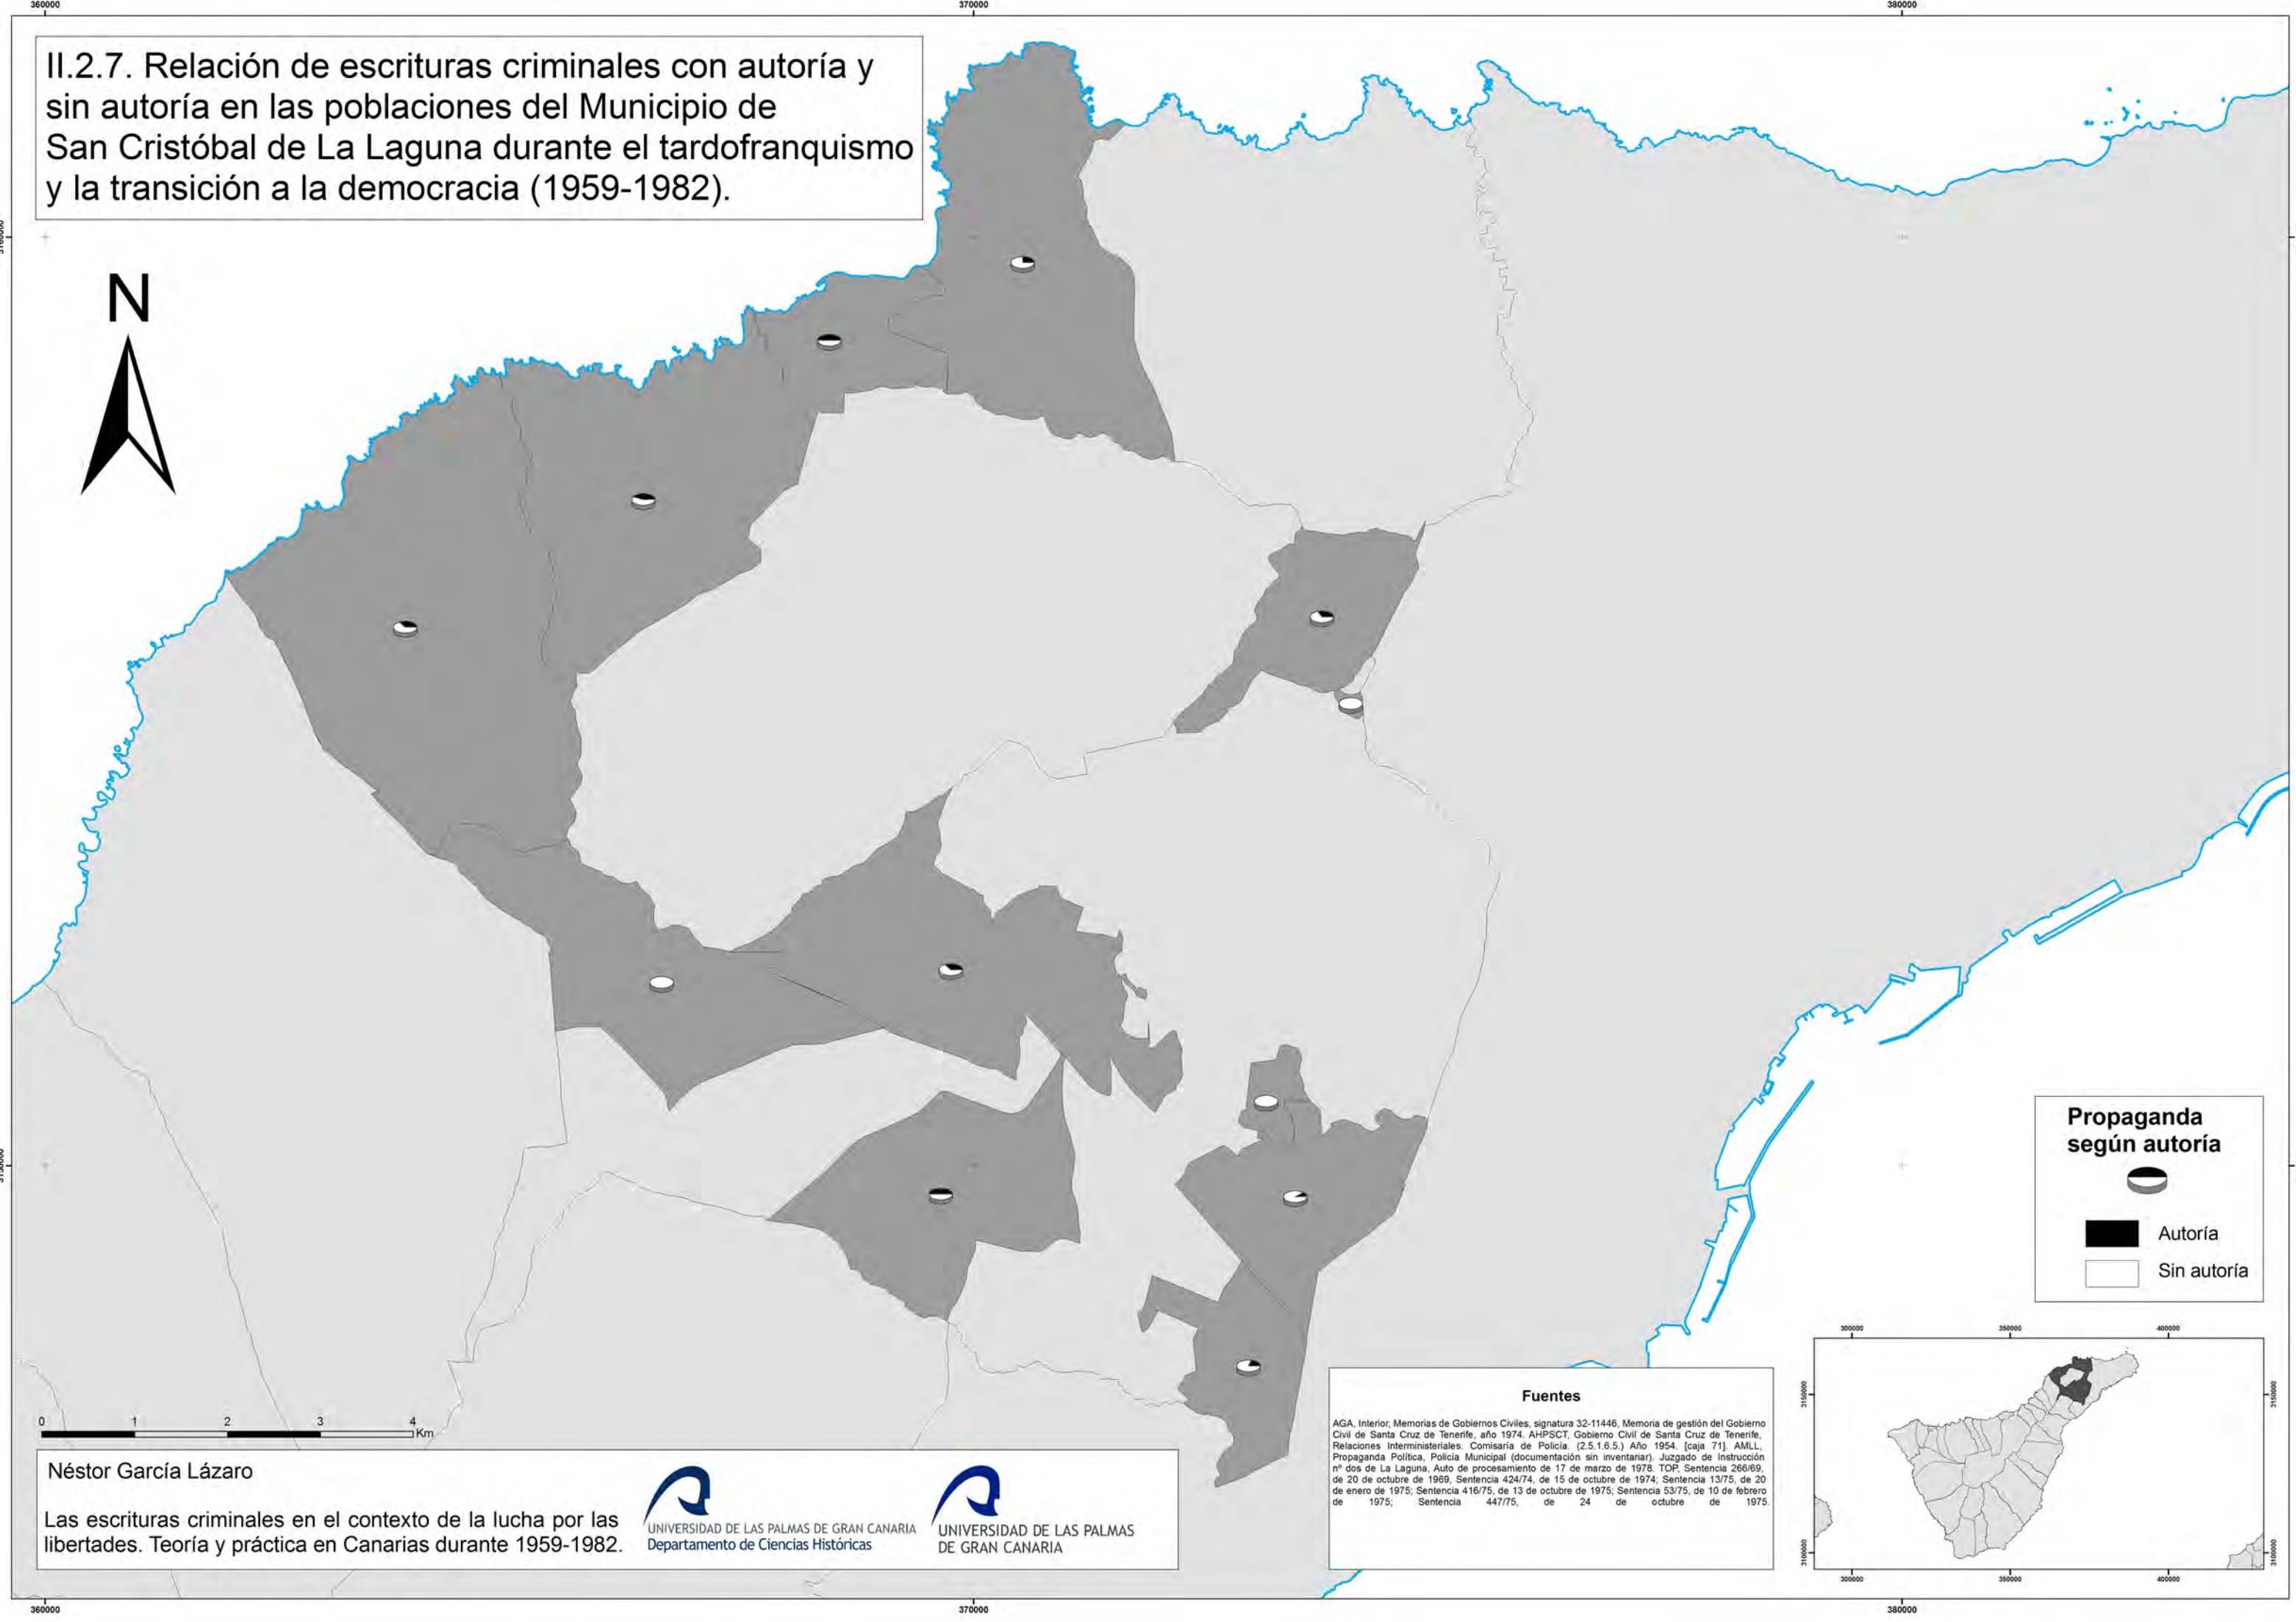 360000
370000
380000
II.2.7. Relación de escrituras criminales con autoría y
sin autoría en las poblaciones del Municipio de
San Cristóbal de La Laguna durante el tardofranquismo
y la transición a la democracia (1959-1982).
N
Propaganda
según autoría
Autoría
Sin autoría
300000
350000
400000
3150000
3150000
3100000
3100000
300000
350000
400000
Fuentes
AGA, Interior, Memorias de Gobiernos Civiles, signatura 32-11446, Memoria de gestión del Gobierno
Civil de Santa Cruz de Tenerife, año 1974. AHPSCT, Gobierno Civil de Santa Cruz de Tenerife,
Relaciones Interministeriales. Comisaría de Policía. (2.5.1.6.5.) Año 1954. [caja 71]. AMLL,
Propaganda Política, Policía Municipal (documentación sin inventariar). Juzgado de Instrucción
nº dos de La Laguna, Auto de procesamiento de 17 de marzo de 1978. TOP, Sentencia 266/69,
de 20 de octubre de 1969, Sentencia 424/74, de 15 de octubre de 1974; Sentencia 13/75, de 20
de enero de 1975; Sentencia 416/75, de 13 de octubre de 1975; Sentencia 53/75, de 10 de febrero
de 1975; Sentencia 447/75, de 24 de octubre de 1975.
0 1 2 3 4
Km
Néstor García Lázaro
Las escrituras criminales en el contexto de la lucha por las
libertades. Teoría y práctica en Canarias durante 1959-1982.
UNIVERSIDAD DE LAS PALMAS DE GRAN CANARIA
Departamento de Ciencias Históricas
UNIVERSIDAD DE LAS PALMAS
DE GRAN CANARIA
360000
370000
380000